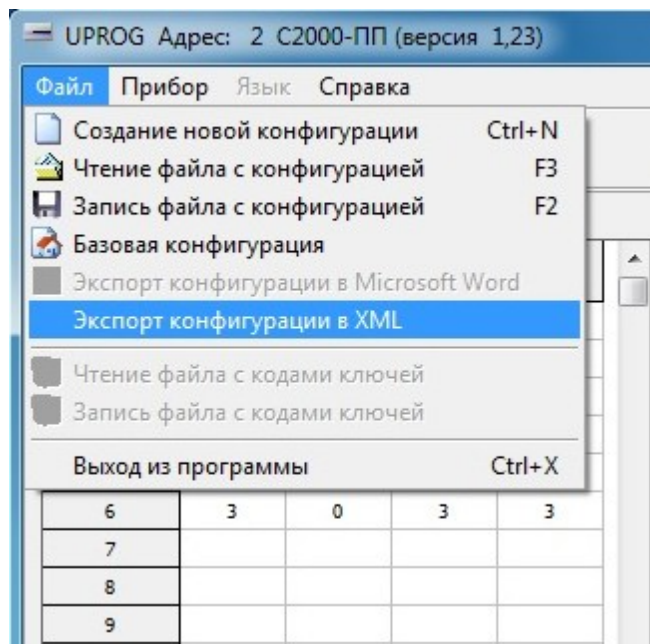 UPROG Адрес: 2 С2000-ПП (версия 1,23)
Файл Прибор Язык Справка
Создание новой конфигурации Ctrl+N
Чтение файла с конфигурацией F3
Запись файла с конфигурацией F2
Базовая конфигурация
Экспорт конфигурации в Microsoft Word
Экспорт конфигурации в XML
Чтение файла с кодами ключей
Запись файла с кодами ключей
Выход из программы Ctrl+X
6 3 0 3 3
7
8
9